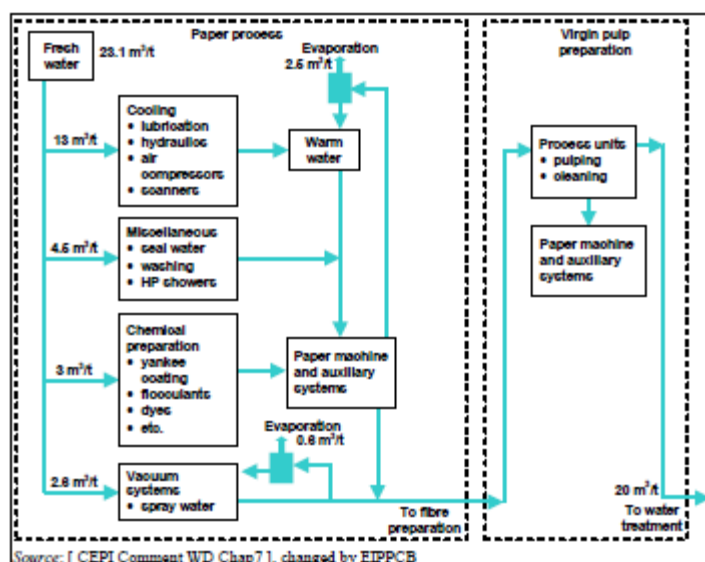 Paper process
Fresh
water
23.1 m³/t
Evaporation
2.5 m³/t
Virgin pulp
preparation
13 m³/t
Cooling
• lubrication
• hydraulics
• air
compressors
• scanners
Warm
water
Process units
• pulping
• cleaning
4.5 m³/t
Miscellaneous
• seal water
• washing
• HP showers
Paper machine
and auxiliary
systems
3 m³/t
Chemical
preparation
• yankee
coating
• flocculants
• dyes
• etc.
Paper machine
and auxiliary
systems
Evaporation
0.6 m³/t
2.6 m³/t
Vacuum
systems
• spray water
To fibre
preparation
20 m³/t
To water
treatment
Source: [ CEPI Comment WD Chap7 ], changed by EIPPCB